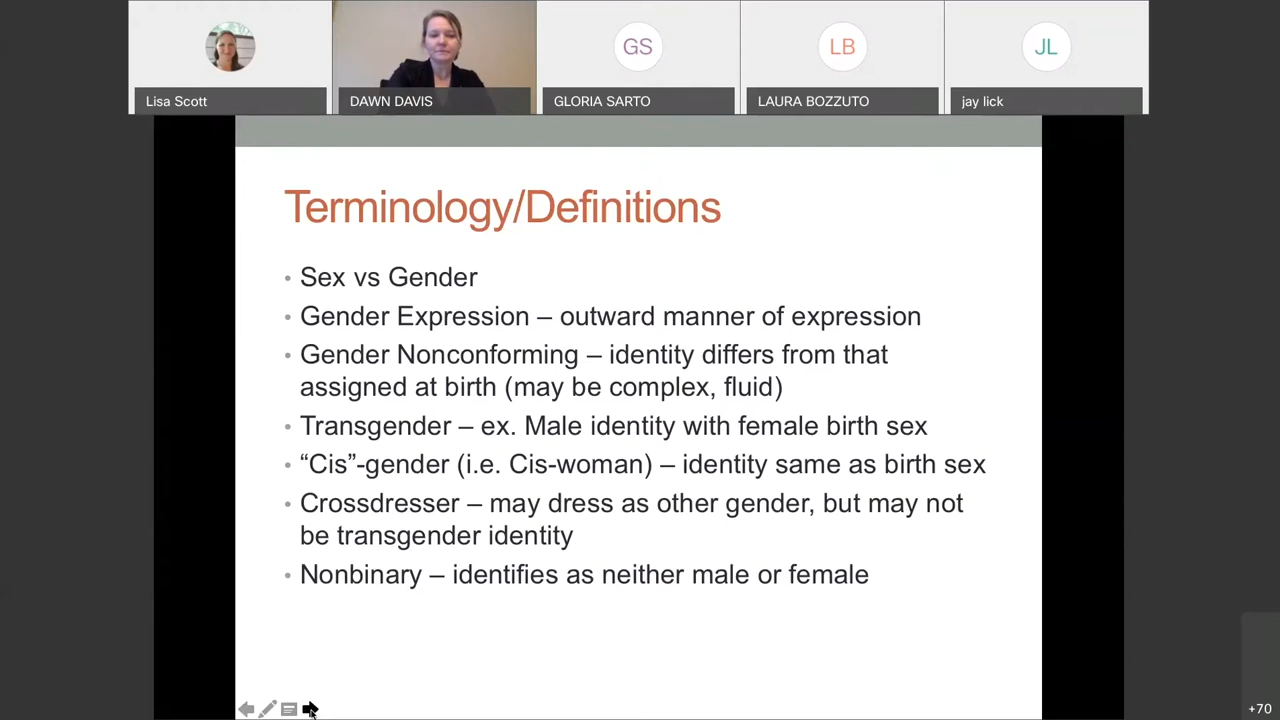 GS
LB
JL
Lisa Scott
DAWN DAVIS
GLORIA SARTO
LAURA BOZZUTO
jay lick
Terminology/Definitions
• Sex vs Gender
• Gender Expression – outward manner of expression
• Gender Nonconforming – identity differs from that
assigned at birth (may be complex, fluid)
• Transgender – ex. Male identity with female birth sex
• “Cis”-gender (i.e. Cis-woman) – identity same as birth sex
• Crossdresser – may dress as other gender, but may not
be transgender identity
• Nonbinary – identifies as neither male or female
+70